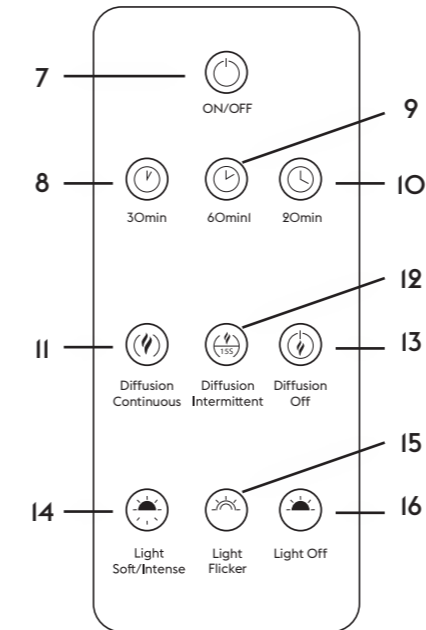 7
ON/OFF
9
8
10
30min 60minl 20min
12
15S
11
13
Diffusion Diffusion Diffusion
Continuous Intermittent Off
15
14
16
Light Light Light Off
Soft/Intense Flicker